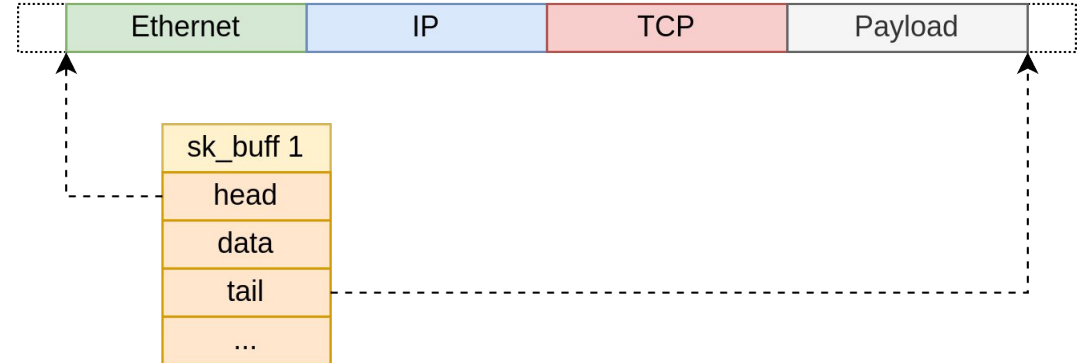 Ethernet IP TCP Payload
sk_buff 1
head
data
tail
...